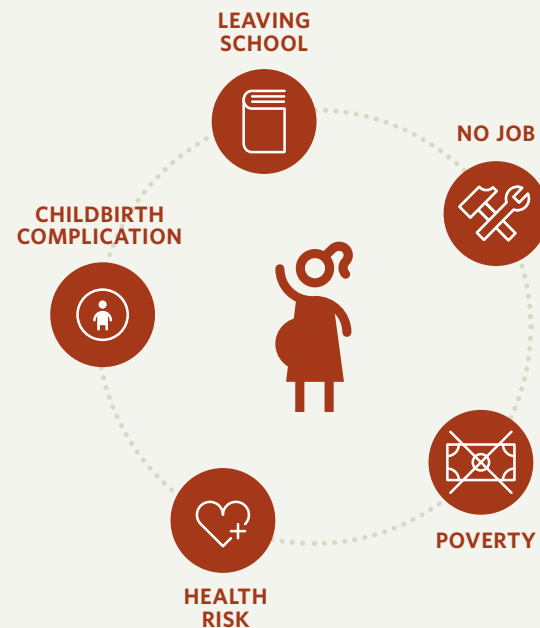 LEAVING
SCHOOL
NO JOB
CHILDBIRTH
COMPLICATION
POVERTY
HEALTH
RISK